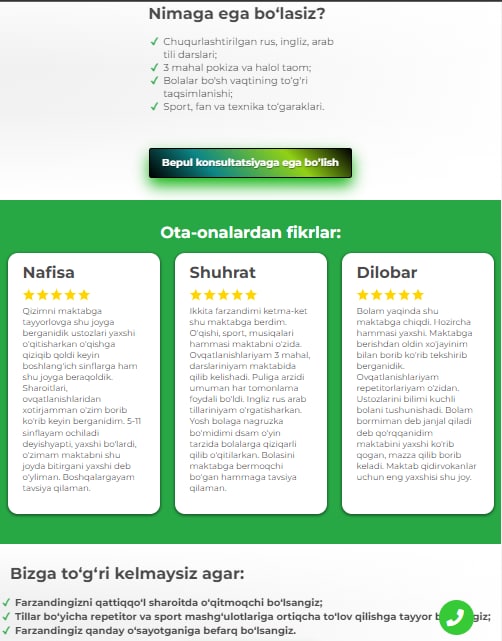 Nimaga ega bo‘lasiz?
Chuqurlashtirilgan rus, ingliz, arab
tili darslari;
3 mahal pokiza va halol taom;
Bolalar bo'sh vaqtining to‘g‘ri
taqsimlanishi;
Sport, fan va texnika to‘garaklari.
Bepul konsultatsiyaga ega bo‘lish
Ota-onalardan fikrlar:
Nafisa
Qizimni maktabga
tayyorlovga shu joyga
berganidik ustozlari yaxshi
o‘qitisharkan o‘qishga
qiziqib qoldi keyin
boshlang‘ich sinflarga ham
shu joyga beraqoldik.
Sharoitlari,
ovqatlanishlaridan
xotirjamman o‘zim borib
ko‘rib keyin berganidim. 5-11
sinflayam ochiladi
deyishyapti, yaxshi bo‘lardi,
o‘zimam maktabni shu
joyda bitirgani yaxshi deb
o‘yliman. Boshqalargayam
tavsiya qilaman.
Shuhrat
Ikkita farzandimi ketma-ket
shu maktabga berdim.
O‘qishi, sport, musiqalari
hammasi maktabni o‘zida.
Ovqatlanishlariyam 3 mahal,
darslariniyam maktabida
qilib kelishadi. Puliga arzidi
umuman har tomonlama
foydali bo‘ldi. Ingliz rus arab
tillariniyam o‘rgatisharkan.
Yosh bolaga nagruzka
bo‘midimi dsam o‘yin
tarzida bolalarga qiziqarli
qilib o‘qitilarkan. Bolasini
maktabga bermoqchi
bo‘gan hammaga tavsiya
qilaman.
Dilobar
Bolam yaqinda shu
maktabga chiqdi. Hozircha
hammasi yaxshi. Maktabga
berishdan oldin xo‘jayinim
bilan borib ko‘rib tekshirib
berganidik.
Ovqatlanishlariyam
repetitorlariyam o‘zidan.
Ustozlarini bilimi kuchli
bolani tushunishadi. Bolam
bormiman deb janjal qiladi
deb qo‘rqqanidim
maktabini yaxshi ko‘rib
qogan, mazza qilib borib
keladi. Maktab qidirvokanlar
uchun eng yaxshisi shu joy.
Bizga to‘g‘ri kelmaysiz agar:
Farzandingizni qattiqqo‘l sharoitda o‘qitmoqchi bo‘lsangiz;
Tillar bo‘yicha repetitor va sport mashg‘ulotlariga ortiqcha to‘lov qilishga tayyor
Farzandingiz qanday o‘sayotganiga befarq bo‘lsangiz.